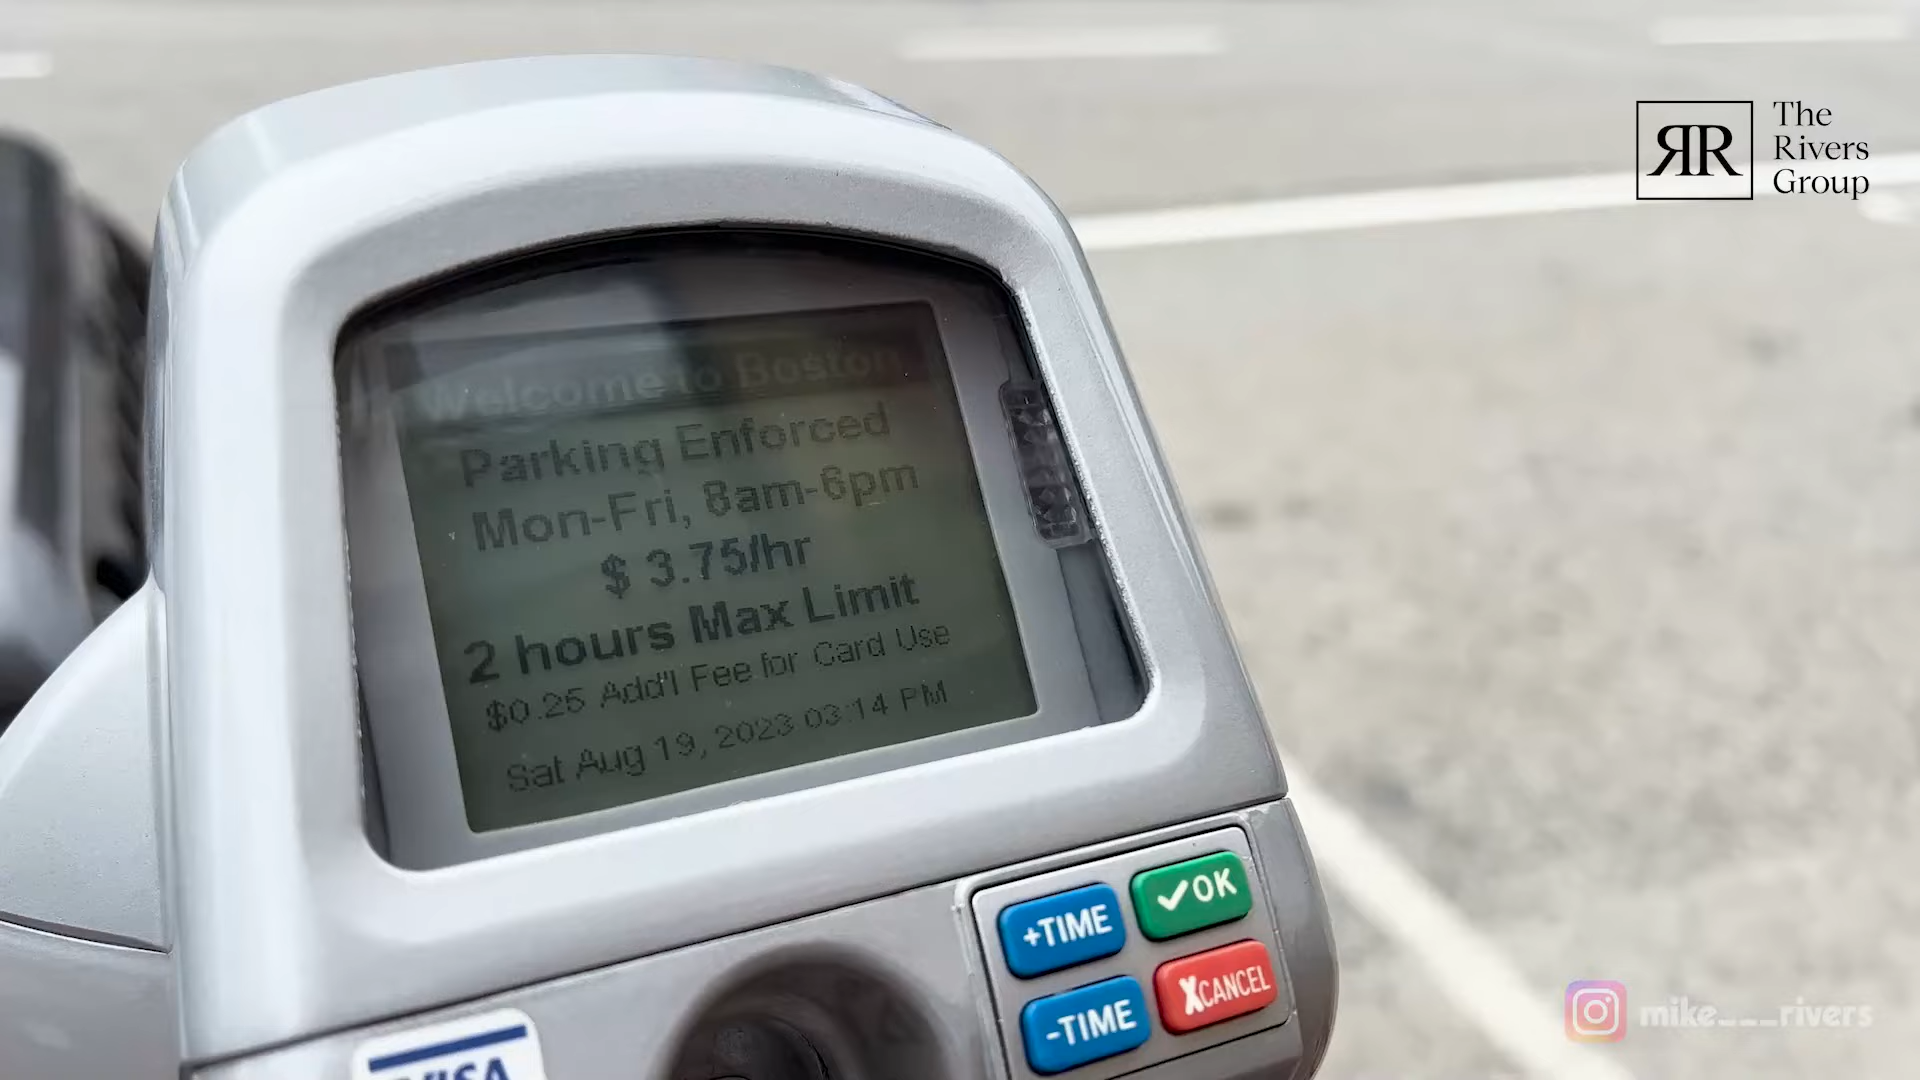 Welcome to Boston
Parking Enforced
Mon-Fri, 8am-6pm
$ 3.75/hr
2 hours Max Limit
$0.25 Add'l Fee for Card Use
Sat Aug 19, 2023 03:14 PM
+TIME
✓OK
-TIME
XCANCEL
VISA
RR
The
Rivers
Group
mike___rivers